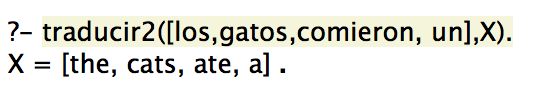 ?- traducir2([los,gatos,comieron, un],X).
X = [the, cats, ate, a] .